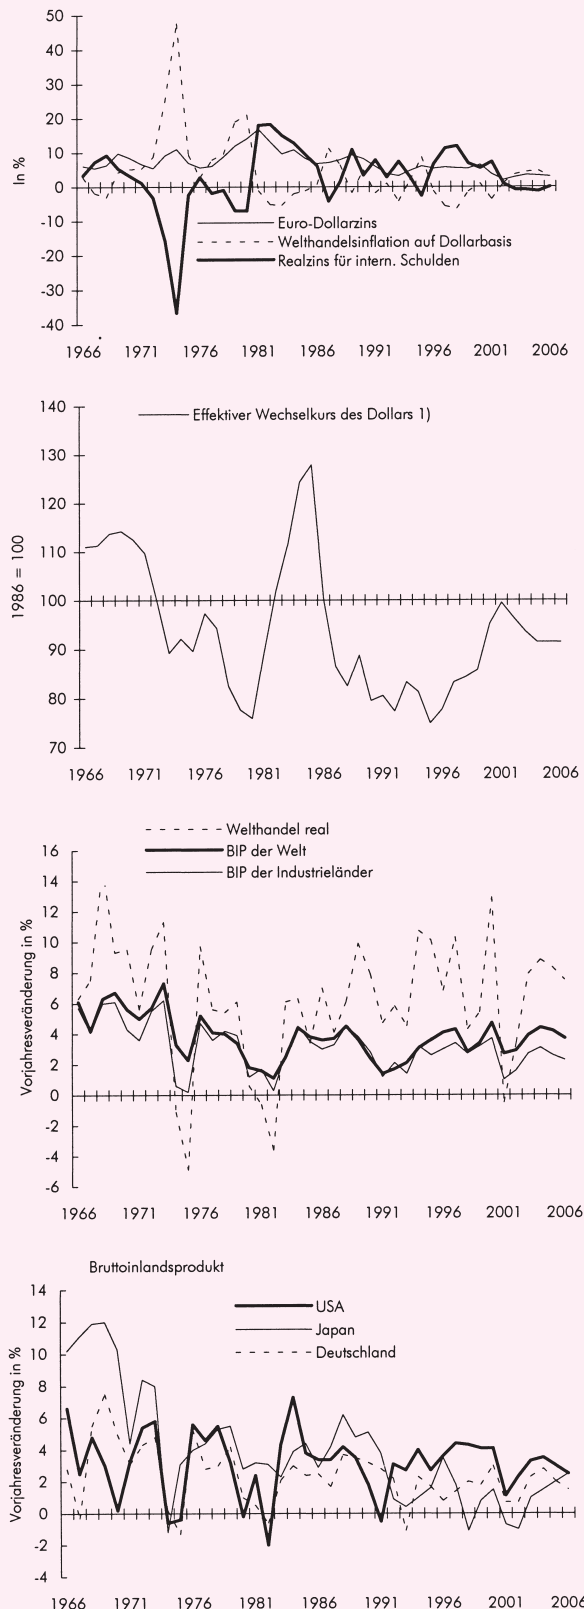 50
40
30
20
10
0
-10
-20
-30
-40
In %
Euro-Dollarzins
Welthandelsinflation auf Dollarbasis
Realzins für intern. Schulden
1966 1971 1976 1981 1986 1991 1996 2001 2006
140
130
120
110
100
90
80
70
1986 = 100
Effektiver Wechselkurs des Dollars 1)
1966 1971 1976 1981 1986 1991 1996 2001 2006
Welthandel real
BIP der Welt
BIP der Industrieländer
16
14
12
10
8
6
4
2
0
-2
-4
-6
Vorjahresveränderung in %
1966 1971 1976 1981 1986 1991 1996 2001 2006
Bruttoinlandsprodukt
14
12
10
8
6
4
2
0
-2
-4
Vorjahresveränderung in %
USA
Japan
Deutschland
1966 1971 1976 1981 1986 1991 1996 2001 2006